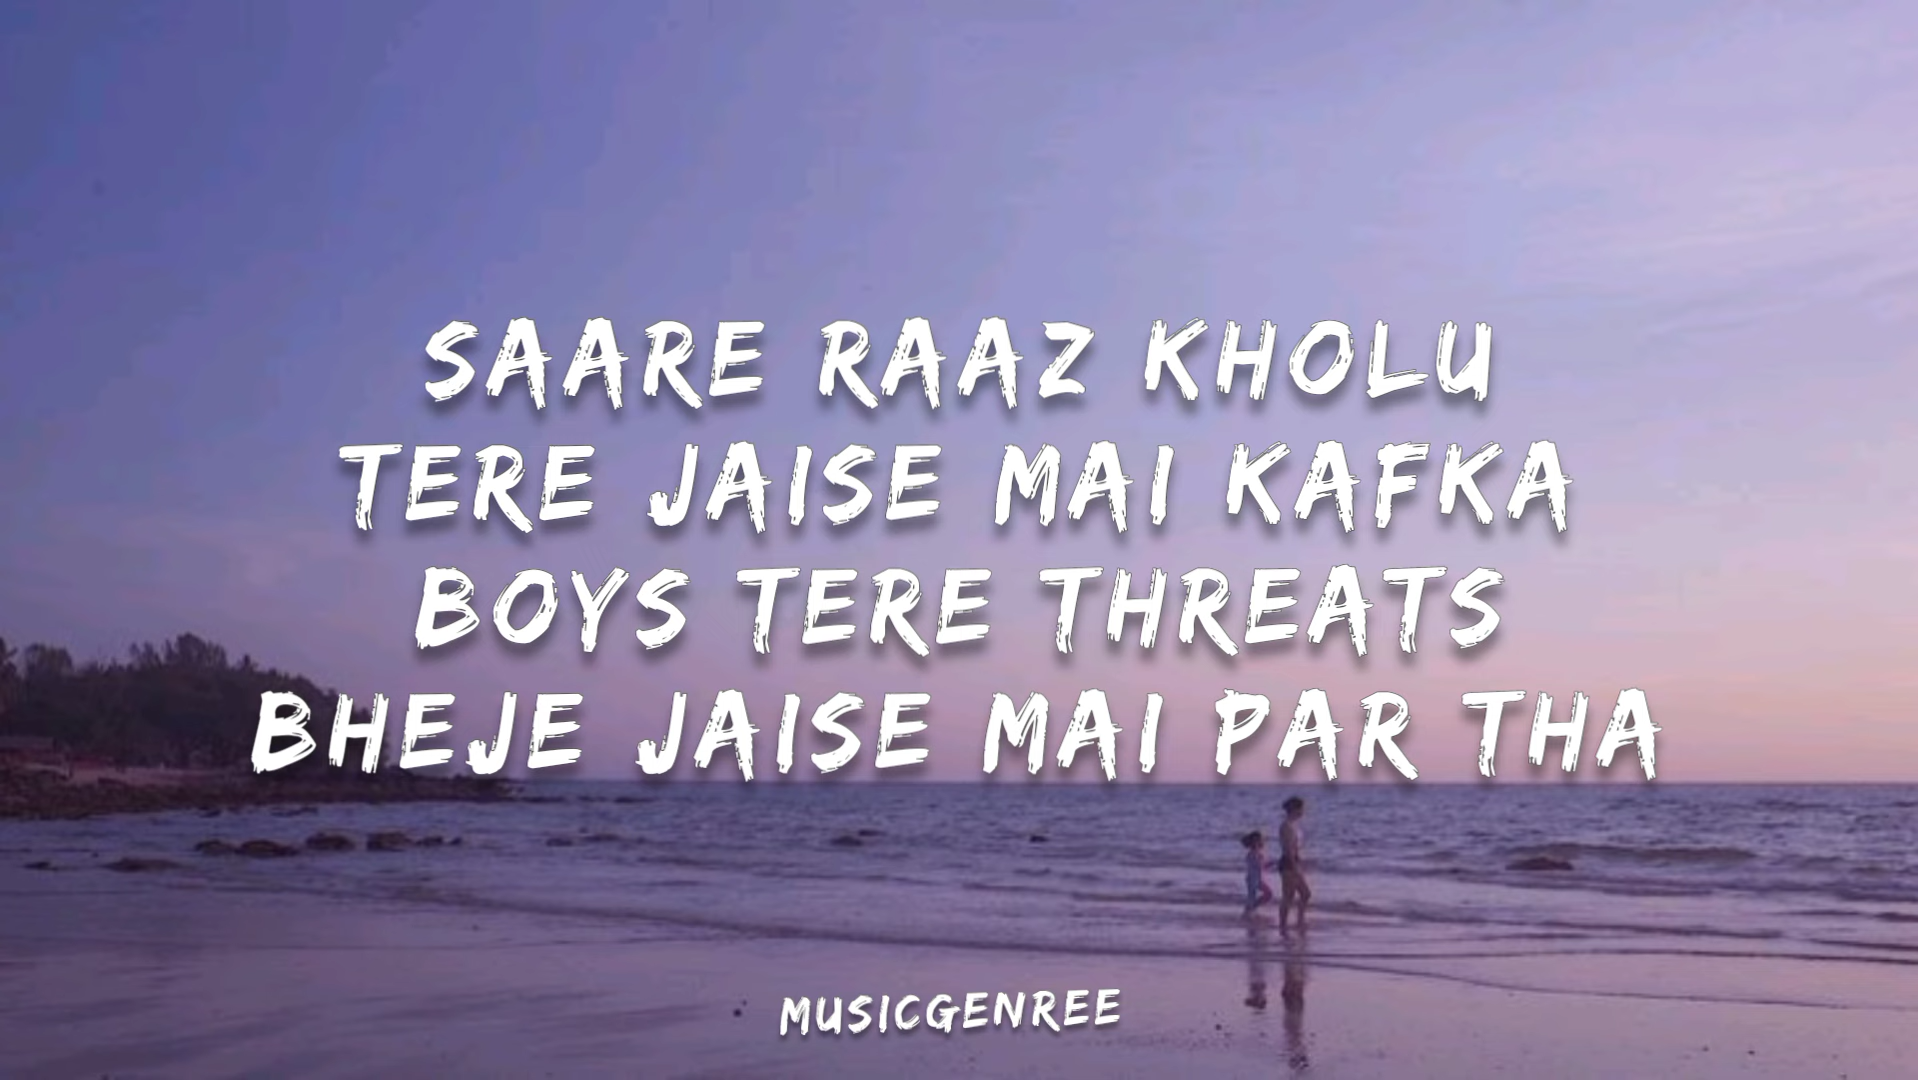 SAARE RAAZ KHOLU
TERE JAISE MAI KAFKA
BOYS TERE THREATS
BHEJE JAISE MAI PAR THA
MUSICGENREE